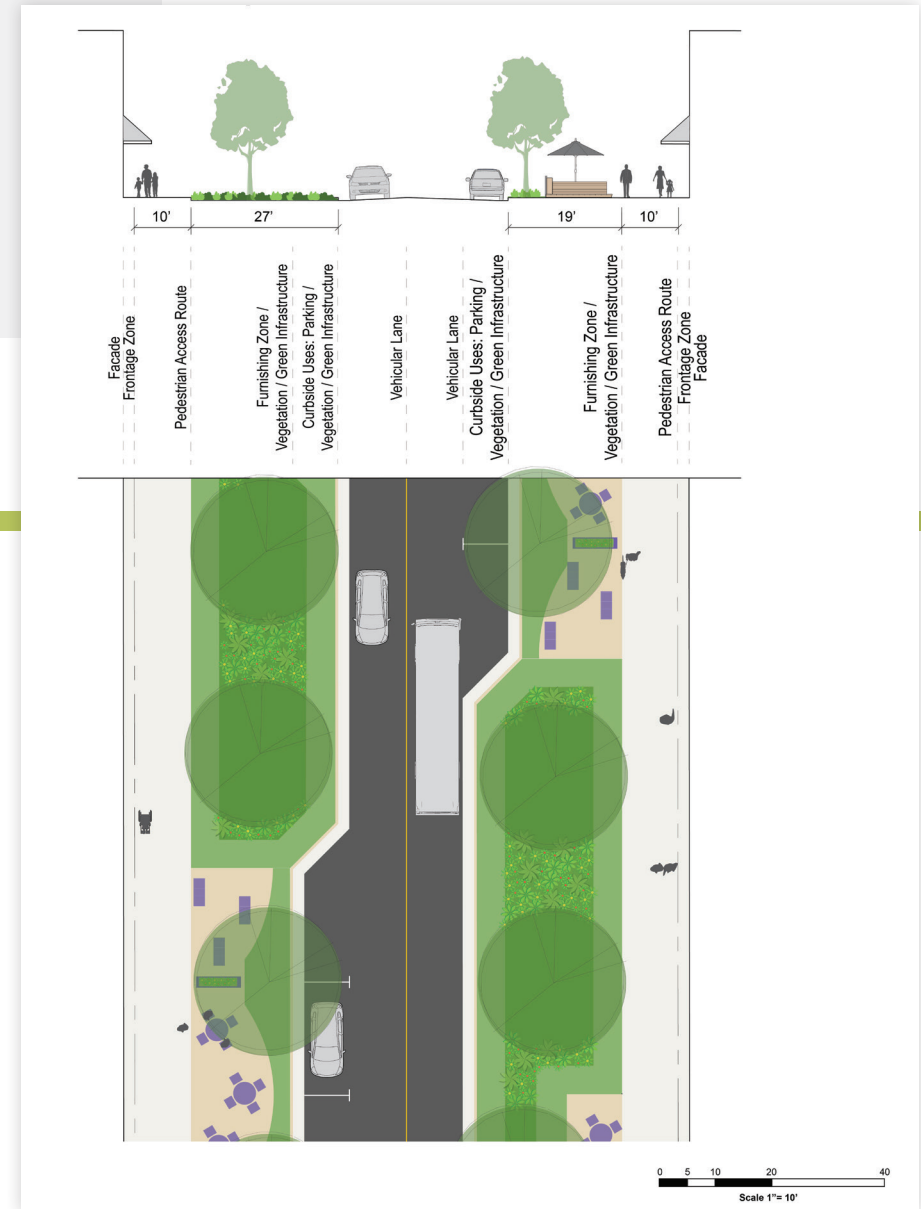 10'
27'
19'
10'
Facade
Frontage Zone
Pedestrian Access Route
Furnishing Zone /
Vegetation / Green Infrastructure
Curbside Uses: Parking /
Vegetation / Green Infrastructure
Vehicular Lane
Vehicular Lane
Curbside Uses: Parking /
Vegetation / Green Infrastructure
Furnishing Zone /
Vegetation / Green Infrastructure
Pedestrian Access Route
Frontage Zone
Facade
0 5 10 20 40
Scale 1"= 10'